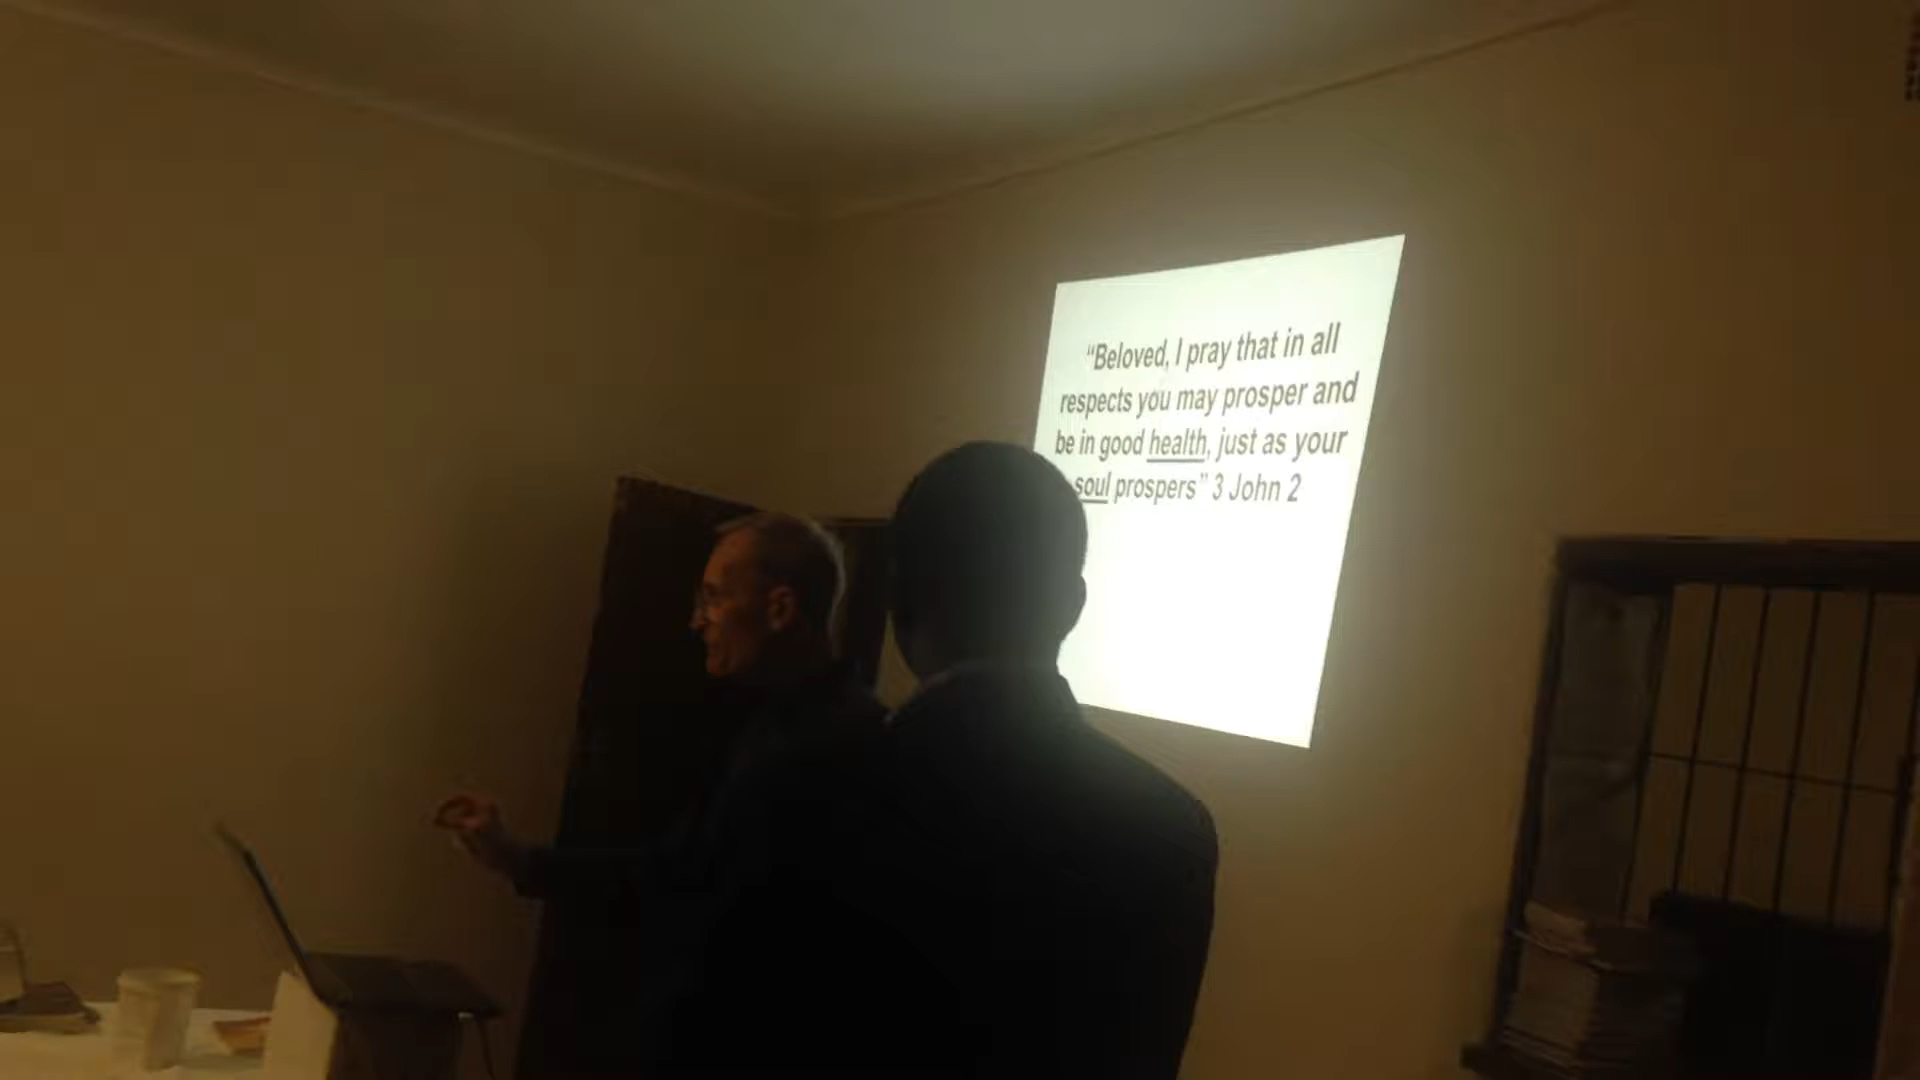 “Beloved, I pray that in all
respects you may prosper and
be in good health, just as your
soul prospers” 3 John 2